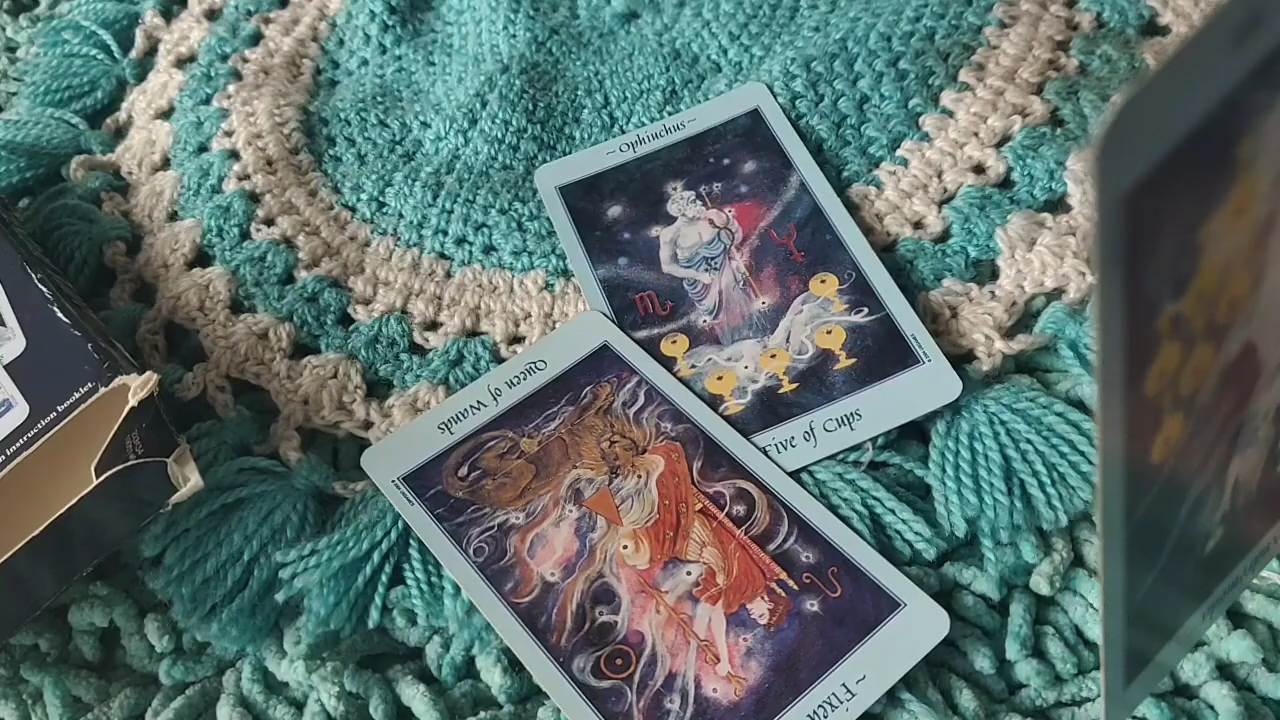 ~Ophiuchus~
Five of Cups
Queen of Wands
~Fixed
instruction booklet.